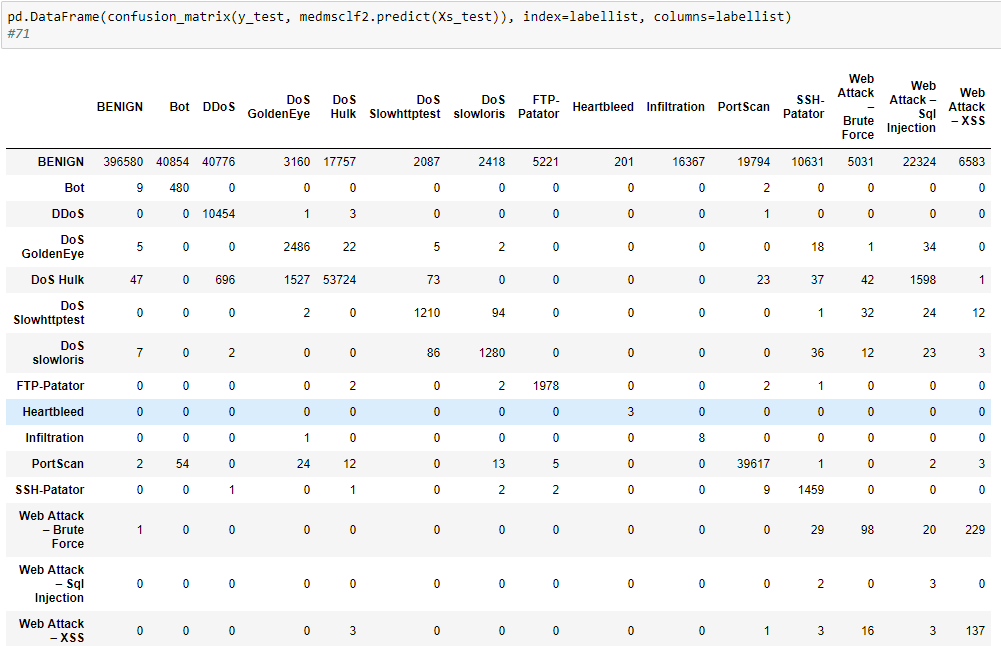 pd.DataFrame(confusion_matrix(y_test, medmsclf2.predict(Xs_test)), index=labellist, columns=labellist)
#71
BENIGN Bot DDoS DoS GoldenEye DoS Hulk DoS Slowhttptest DoS slowloris FTP-Patator Heartbleed Infiltration PortScan SSH-Patator Web Attack – Brute Force Web Attack – Sql Injection Web Attack – XSS
BENIGN 396580 40854 40776 3160 17757 2087 2418 5221 201 16367 19794 10631 5031 22324 6583
Bot 9 480 0 0 0 0 0 0 0 0 2 0 0 0 0
DDoS 0 0 10454 1 3 0 0 0 0 0 1 0 0 0 0
DoS GoldenEye 5 0 0 2486 22 5 2 0 0 0 0 18 1 34 0
DoS Hulk 47 0 696 1527 53724 73 0 0 0 0 23 37 42 1598 1
DoS Slowhttptest 0 0 0 2 0 1210 94 0 0 0 0 1 32 24 12
DoS slowloris 7 0 2 0 0 86 1280 0 0 0 0 36 12 23 3
FTP-Patator 0 0 0 0 2 0 2 1978 0 0 2 1 0 0 0
Heartbleed 0 0 0 0 0 0 0 0 3 0 0 0 0 0 0
Infiltration 0 0 0 1 0 0 0 0 0 8 0 0 0 0 0
PortScan 2 54 0 24 12 0 13 5 0 0 39617 1 0 2 3
SSH-Patator 0 0 1 0 1 0 2 2 0 0 9 1459 0 0 0
Web Attack – Brute Force 1 0 0 0 0 0 0 0 0 0 0 29 98 20 229
Web Attack – Sql Injection 0 0 0 0 0 0 0 0 0 0 0 2 0 3 0
Web Attack – XSS 0 0 0 0 3 0 0 0 0 0 1 3 16 3 137